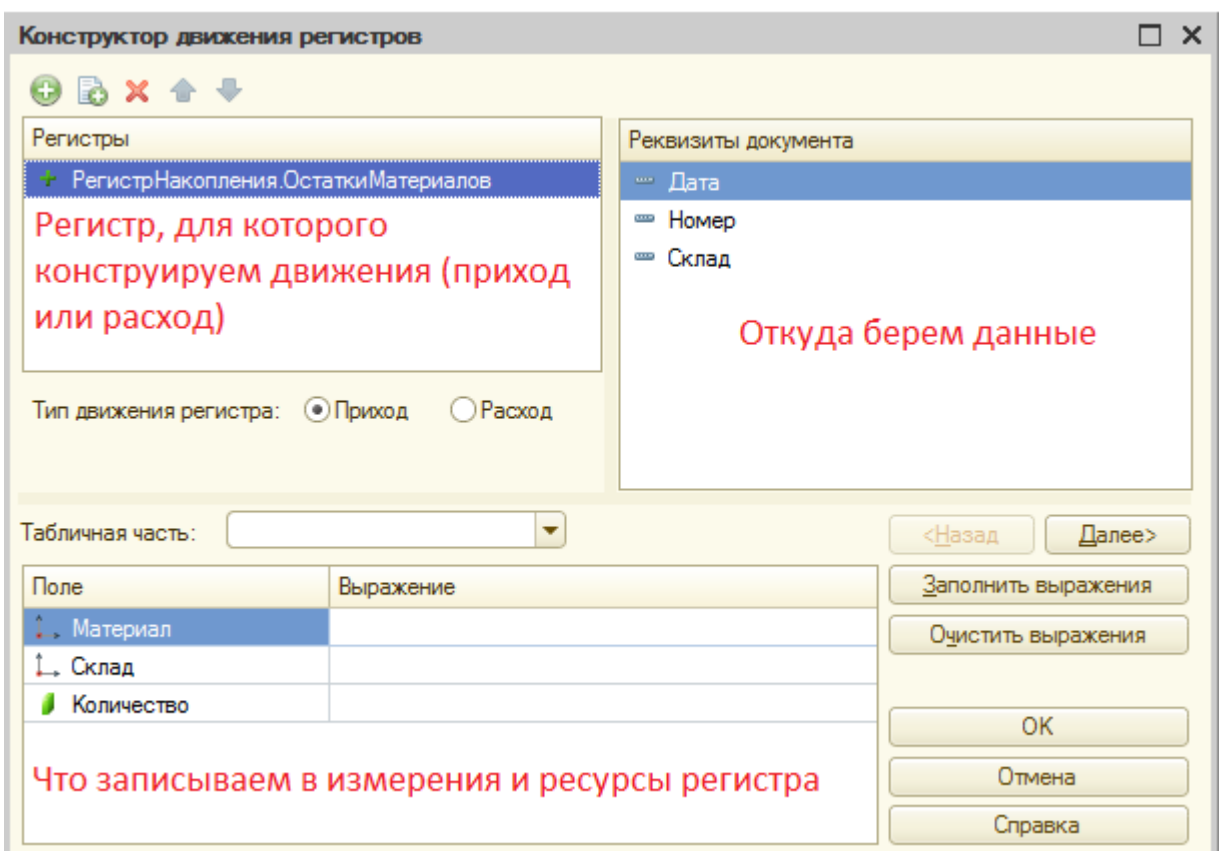 Конструктор движения регистров
Регистры
РегистрНакопления.ОстаткиМатериалов
Регистр, для которого
конструируем движения (приход
или расход)
Реквизиты документа
Дата
Номер
Склад
Откуда берем данные
Тип движения регистра: Приход Расход
Табличная часть:
<Назад Далее>
Поле Выражение
Материал
Склад
Количество
Что записываем в измерения и ресурсы регистра
Заполнить выражения
Очистить выражения
ОК
Отмена
Справка